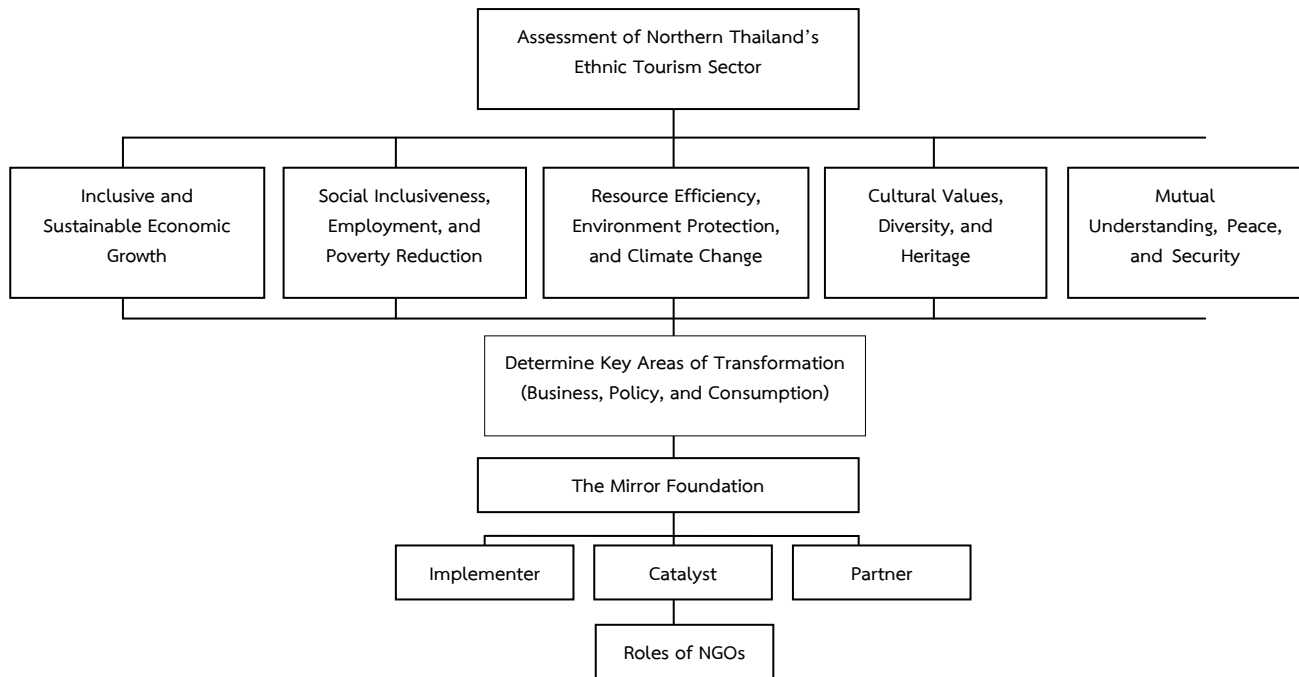 Assessment of Northern Thailand's
Ethnic Tourism Sector
Inclusive and
Sustainable Economic
Growth
Social Inclusiveness,
Employment, and
Poverty Reduction
Resource Efficiency,
Environment Protection,
and Climate Change
Cultural Values,
Diversity, and
Heritage
Mutual
Understanding, Peace,
and Security
Determine Key Areas of Transformation
(Business, Policy, and Consumption)
The Mirror Foundation
Implementer
Catalyst
Partner
Roles of NGOs